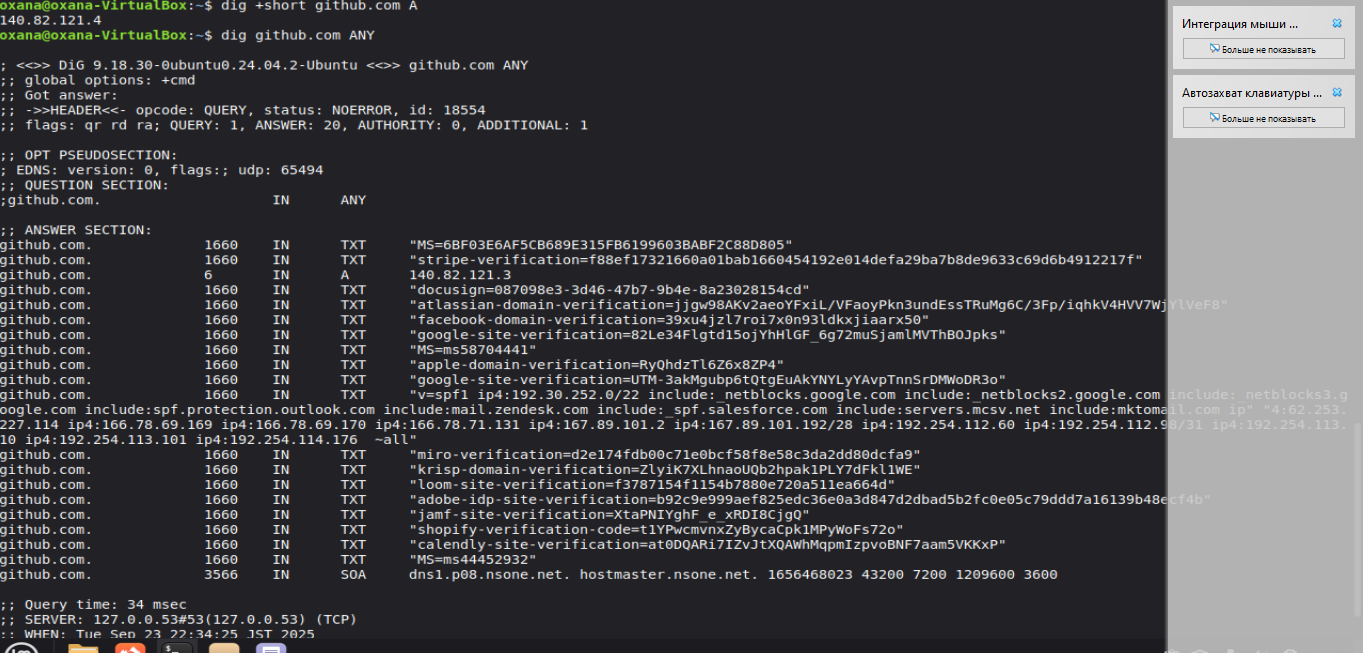 oxana@oxana-VirtualBox:~$ dig +short github.com A
140.82.121.4
oxana@oxana-VirtualBox:~$ dig github.com ANY
; <<>> DiG 9.18.30-0ubuntu0.24.04.2-Ubuntu <<>> github.com ANY
;; global options: +cmd
;; Got answer:
;; ->>HEADER<<- opcode: QUERY, status: NOERROR, id: 18554
;; flags: qr rd ra; QUERY: 1, ANSWER: 20, AUTHORITY: 0, ADDITIONAL: 1
;; OPT PSEUDOSECTION:
; EDNS: version: 0, flags:; udp: 65494
;; QUESTION SECTION:
;github.com. IN ANY
;; ANSWER SECTION:
github.com. 1660 IN TXT "MS=6BF03E6AF5CB689E315FB6199603BABF2C88D805"
github.com. 1660 IN TXT "stripe-verification=f88ef17321660a01bab1660454192e014defa29ba7b8de9633c69d6b4912217f"
github.com. 6 IN A 140.82.121.3
github.com. 1660 IN TXT "docusign=087098e3-3d46-47b7-9b4e-8a23028154cd"
github.com. 1660 IN TXT "atlassian-domain-verification=jjgw98AKv2aeoYFxiL/VFaoyPkn3undEssTRuMg6C/3Fp/iqhkV4HVV7WjYlVeF8"
github.com. 1660 IN TXT "facebook-domain-verification=39xu4jzl7roi7x0n93ldkxjiaarx50"
github.com. 1660 IN TXT "google-site-verification=82Le34Flgtd15ojYhHlGF_6g72muSjamlMVThBOJpks"
github.com. 1660 IN TXT "MS=ms58704441"
github.com. 1660 IN TXT "apple-domain-verification=RyQhdzTl6Z6x8ZP4"
github.com. 1660 IN TXT "google-site-verification=UTM-3akMgubp6tQtgEuAkYNYLyYAvpTnnSrDMWoDR3o"
github.com. 1660 IN TXT "v=spf1 ip4:192.30.252.0/22 include:_netblocks.google.com include:_netblocks2.google.com include:_netblocks3.g
oogle.com include:spf.protection.outlook.com include:mail.zendesk.com include:_spf.salesforce.com include:servers.mcsv.net include:mktomail.com ip" "4:62.253.
227.114 ip4:166.78.69.169 ip4:166.78.69.170 ip4:166.78.71.131 ip4:167.89.101.2 ip4:167.89.101.192/28 ip4:192.254.112.60 ip4:192.254.112.98/31 ip4:192.254.113.
10 ip4:192.254.113.101 ip4:192.254.114.176  ~all"
github.com. 1660 IN TXT "miro-verification=d2e174fdb00c71e0bcf58f8e58c3da2dd80dcfa9"
github.com. 1660 IN TXT "krisp-domain-verification=ZlyiK7XLhnaoUQb2hpak1PLY7dFkl1WE"
github.com. 1660 IN TXT "loom-site-verification=f3787154f1154b7880e720a511ea664d"
github.com. 1660 IN TXT "adobe-idp-site-verification=b92c9e999aef825edc36e0a3d847d2dbad5b2fc0e05c79ddd7a16139b48ecf4b"
github.com. 1660 IN TXT "jamf-site-verification=XtaPNIYghF_e_xRDI8CjgQ"
github.com. 1660 IN TXT "shopify-verification-code=t1YPwcmvnxZyBycaCpk1MPyWoFs72o"
github.com. 1660 IN TXT "calendly-site-verification=at0DQARi7IZvJtXQAWhMqpmIzpvoBNF7aam5VKKxP"
github.com. 1660 IN TXT "MS=ms44452932"
github.com. 3566 IN SOA dns1.p08.nsone.net. hostmaster.nsone.net. 1656468023 43200 7200 1209600 3600
;; Query time: 34 msec
;; SERVER: 127.0.0.53#53(127.0.0.53) (TCP)
;; WHEN: Tue Sep 23 22:34:25 JST 2025
Интеграция мыши ...
Больше не показывать
Автозахват клавиатуры ...
Больше не показывать